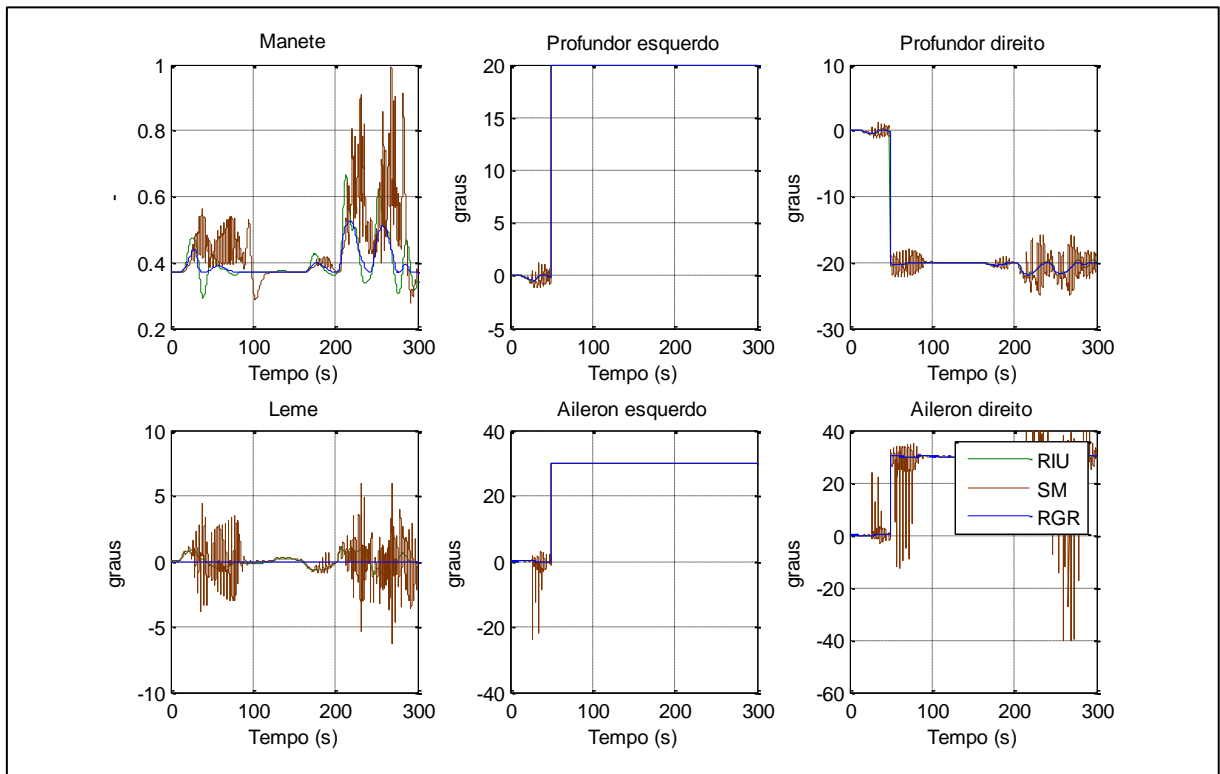 Manete
1
0.8
0.6
0.4
0.2
-
0
100
200
300
Tempo (s)
Profundor esquerdo
20
15
10
5
0
-5
graus
0
100
200
300
Tempo (s)
Profundor direito
10
0
-10
-20
-30
graus
0
100
200
300
Tempo (s)
Leme
10
5
0
-5
-10
graus
0
100
200
300
Tempo (s)
Aileron esquerdo
40
20
0
-20
-40
graus
0
100
200
300
Tempo (s)
Aileron direito
40
20
0
-20
-40
-60
graus
0
100
200
300
Tempo (s)
RIU
SM
RGR